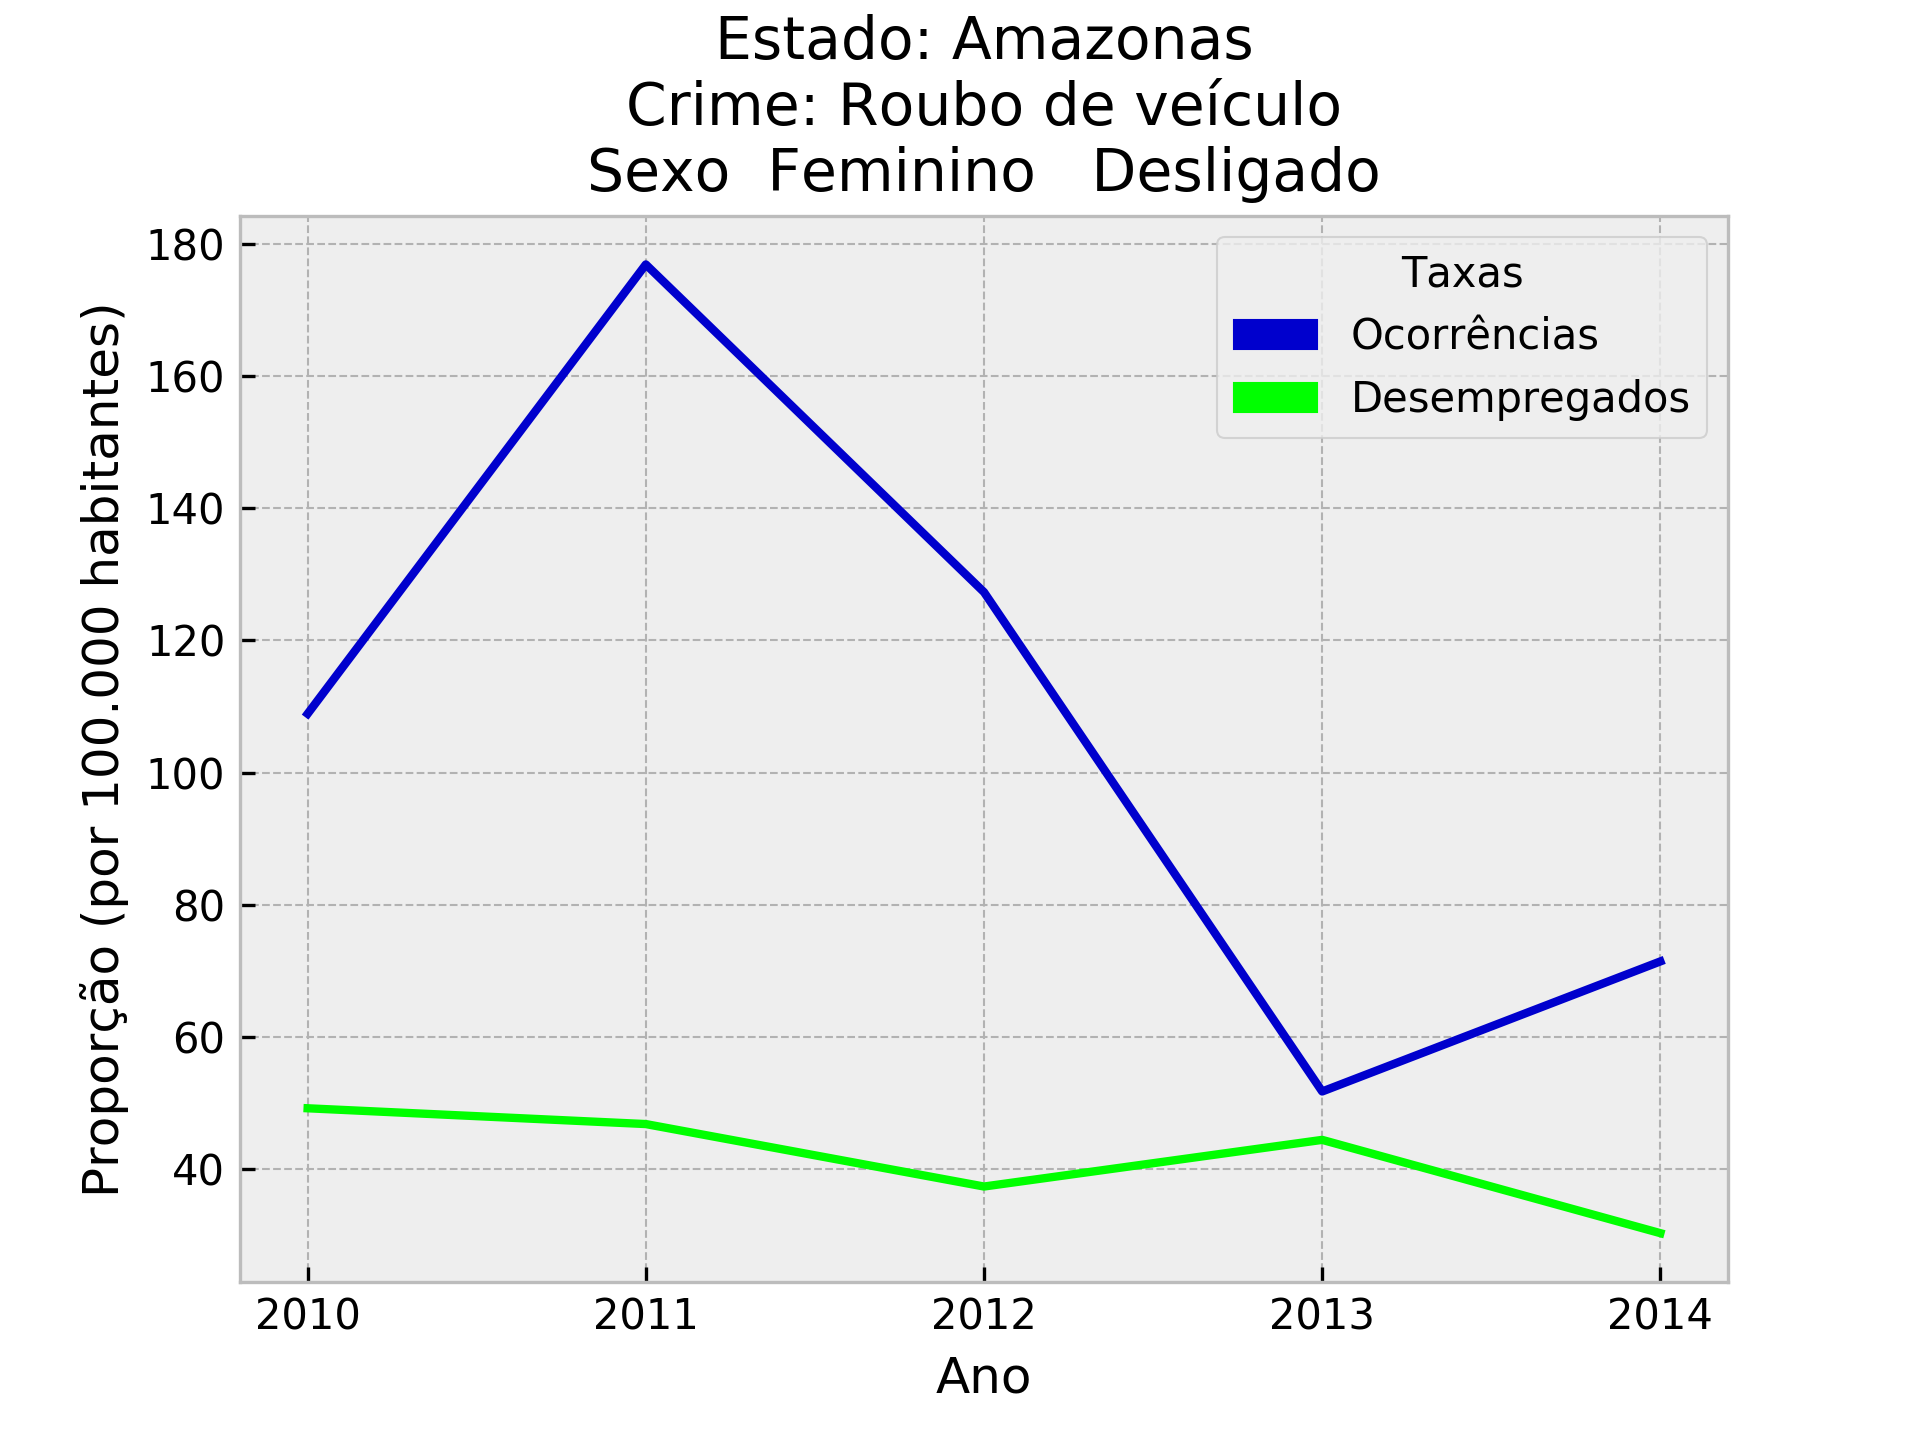 Estado: Amazonas
Crime: Roubo de veículo
Sexo  Feminino   Desligado
Proporção (por 100.000 habitantes)
180
160
140
120
100
80
60
40
Taxas
Ocorrências
Desempregados
2010 2011 2012 2013 2014
Ano